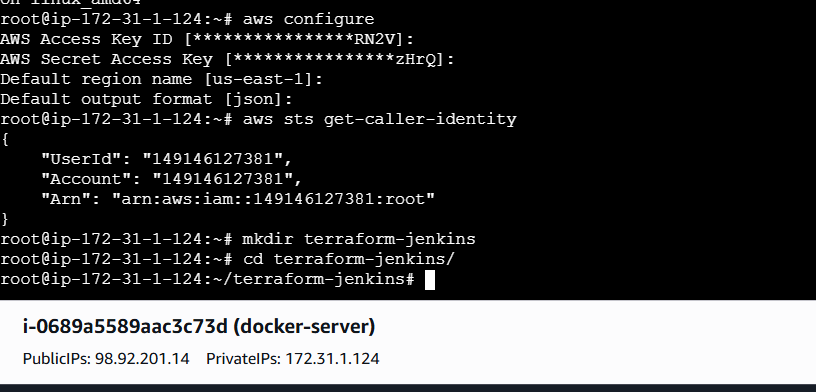 on linux_amd64
root@ip-172-31-1-124:~# aws configure
AWS Access Key ID [****************RN2V]:
AWS Secret Access Key [****************zHrQ]:
Default region name [us-east-1]:
Default output format [json]:
root@ip-172-31-1-124:~# aws sts get-caller-identity
{
    "UserId": "149146127381",
    "Account": "149146127381",
    "Arn": "arn:aws:iam::149146127381:root"
}
root@ip-172-31-1-124:~# mkdir terraform-jenkins
root@ip-172-31-1-124:~# cd terraform-jenkins/
root@ip-172-31-1-124:~/terraform-jenkins#
i-0689a5589aac3c73d (docker-server)
PublicIPs: 98.92.201.14 PrivateIPs: 172.31.1.124